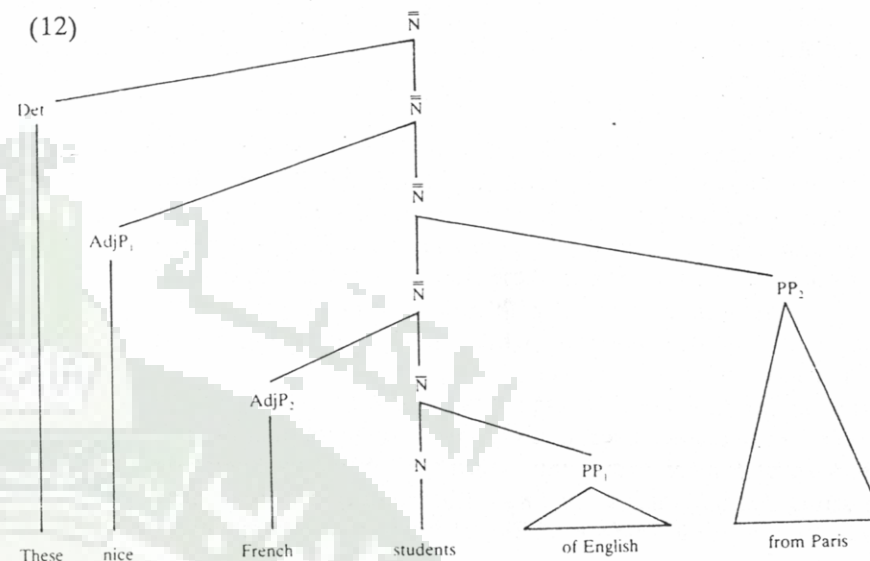 (12)
N̿
Det N̿
N̿
AdjP₁
PP₂
N̿
N̄
AdjP₂
N PP₁
These nice French students of English from Paris